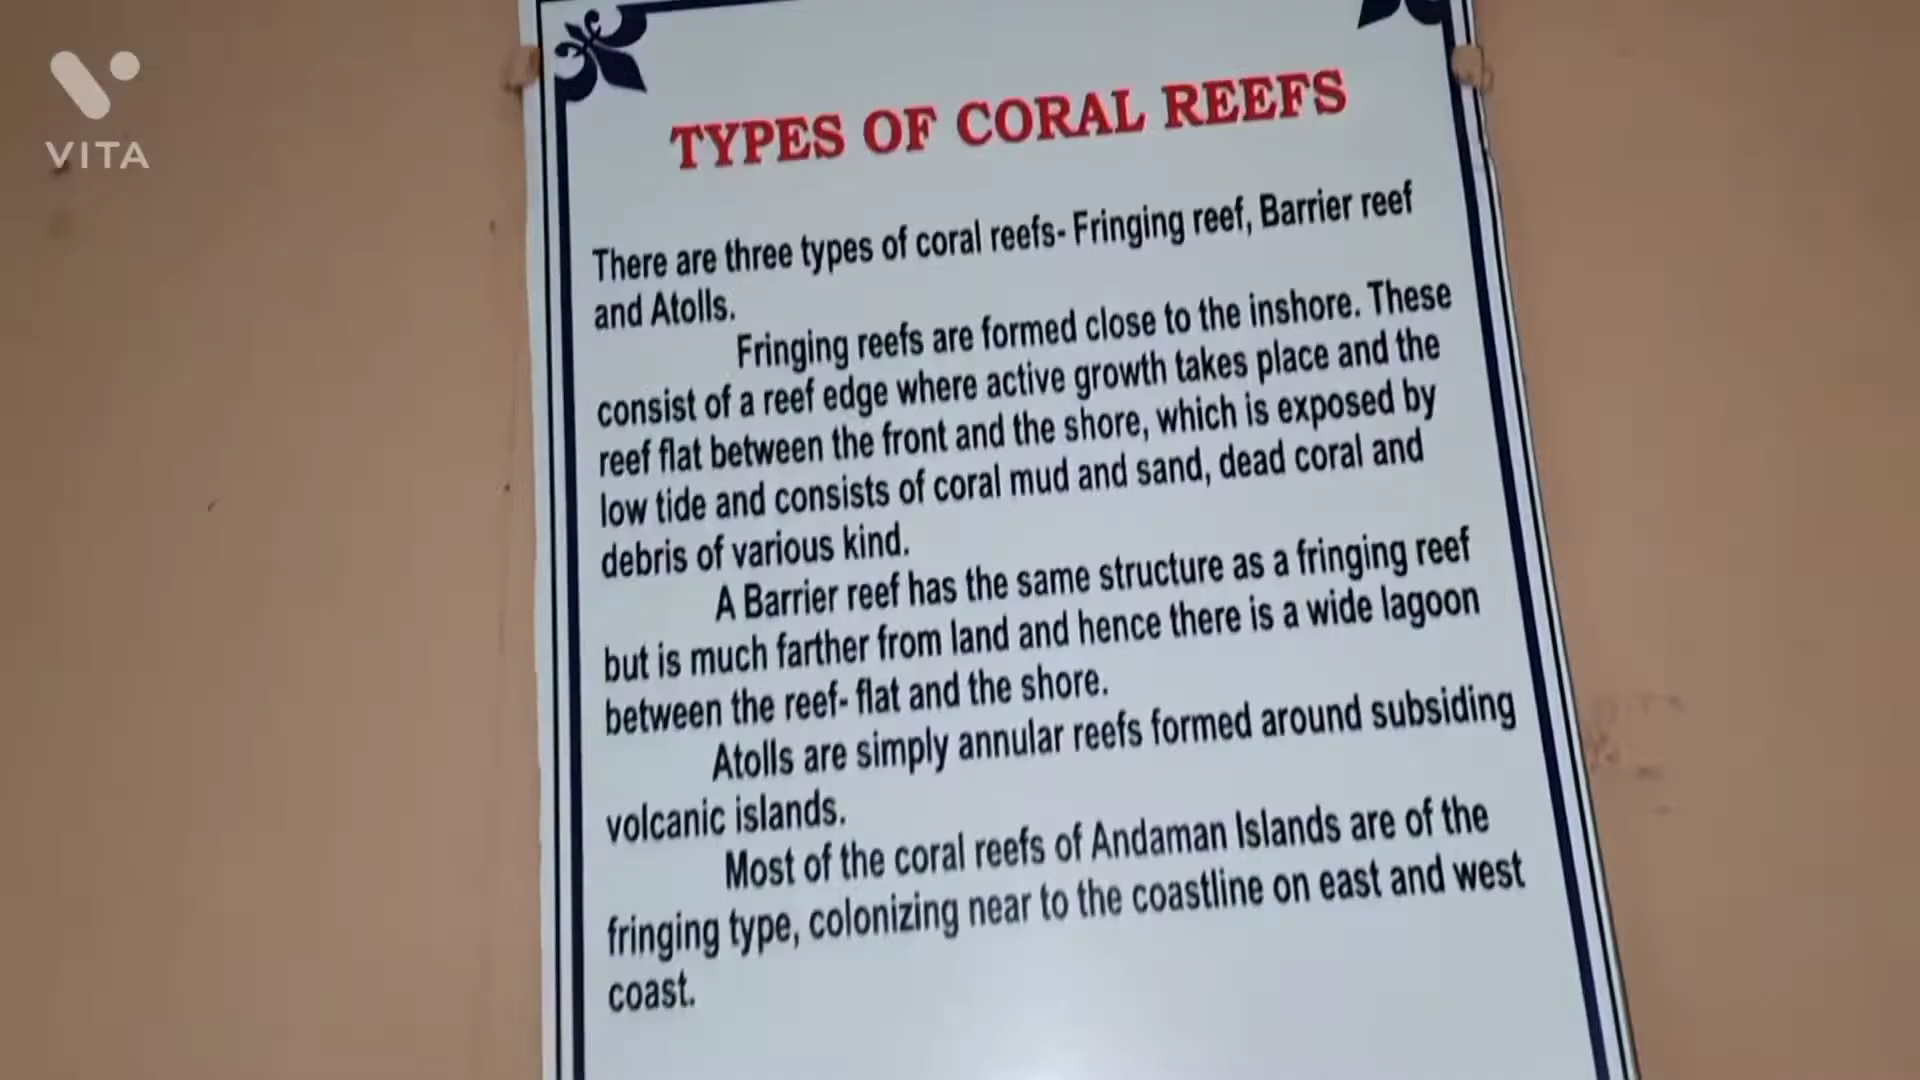 VITA
TYPES OF CORAL REEFS
There are three types of coral reefs- Fringing reef, Barrier reef
and Atolls.
Fringing reefs are formed close to the inshore. These
consist of a reef edge where active growth takes place and the
reef flat between the front and the shore, which is exposed by
low tide and consists of coral mud and sand, dead coral and
debris of various kind.
A Barrier reef has the same structure as a fringing reef
but is much farther from land and hence there is a wide lagoon
between the reef- flat and the shore.
Atolls are simply annular reefs formed around subsiding
volcanic islands.
Most of the coral reefs of Andaman Islands are of the
fringing type, colonizing near to the coastline on east and west
coast.